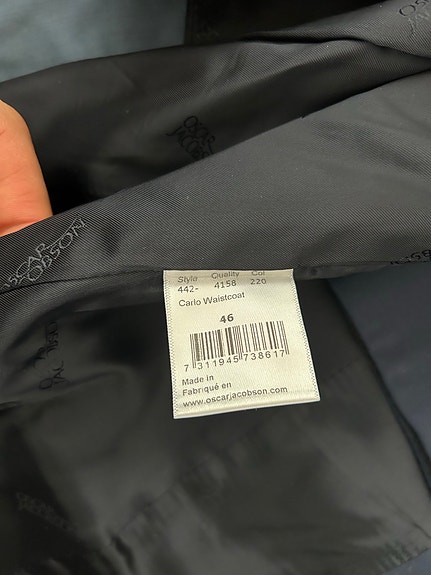 OSCAR
JACOBSON
Style Quality Col
442- 4158 220
Carlo Waistcoat
46
7 311945 738617
Made in
Fabriqué en
www.oscarjacobson.com